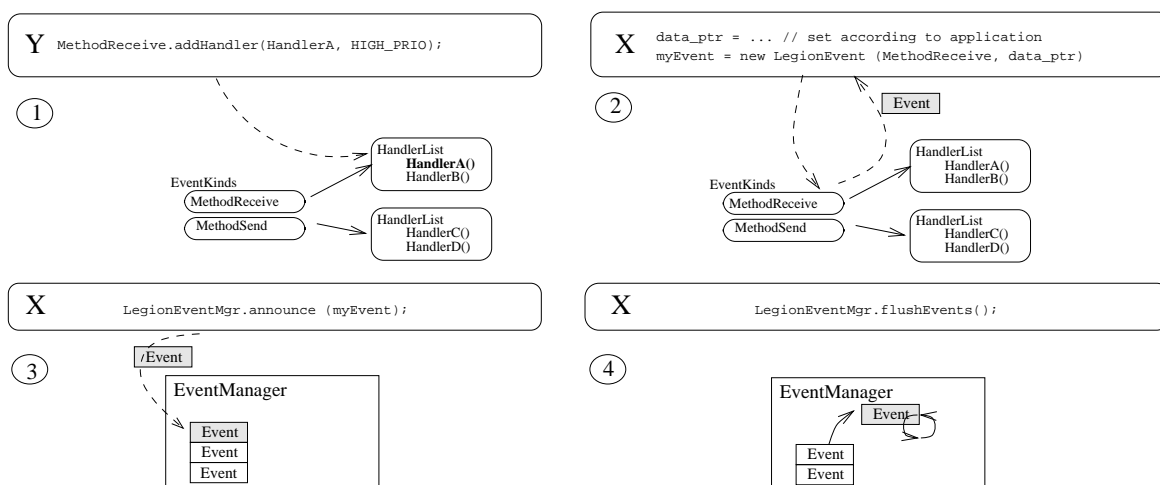 Y MethodReceive.addHandler(HandlerA, HIGH_PRIO);
1
HandlerList
HandlerA()
HandlerB()
EventKinds
MethodReceive
MethodSend
HandlerList
HandlerC()
HandlerD()
X data_ptr = ... // set according to application
myEvent = new LegionEvent (MethodReceive, data_ptr)
2
Event
HandlerList
HandlerA()
HandlerB()
EventKinds
MethodReceive
MethodSend
HandlerList
HandlerC()
HandlerD()
X LegionEventMgr.announce (myEvent);
3
Event
EventManager
Event
Event
Event
X LegionEventMgr.flushEvents();
4
EventManager
Event
Event
Event